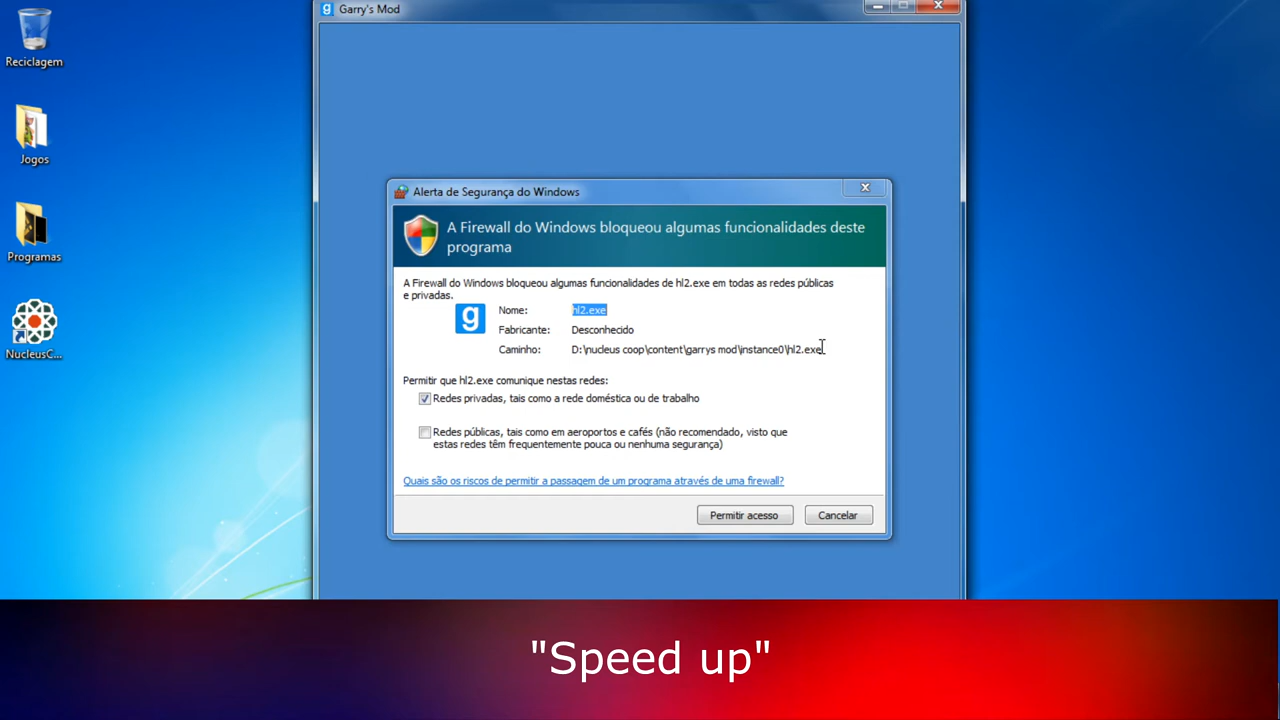 Garry's Mod
Reciclagem
Jogos
Programas
NucleusC...
Alerta de Segurança do Windows
A Firewall do Windows bloqueou algumas funcionalidades deste
programa
A Firewall do Windows bloqueou algumas funcionalidades de hl2.exe em todas as redes públicas
e privadas.
g
Nome: hl2.exe
Fabricante: Desconhecido
Caminho: D:\nucleus coop\content\garrys mod\instance0\hl2.exe
Permitir que hl2.exe comunique nestas redes:
Redes privadas, tais como a rede doméstica ou de trabalho
Redes públicas, tais como em aeroportos e cafés (não recomendado, visto que
estas redes têm frequentemente pouca ou nenhuma segurança)
Quais são os riscos de permitir a passagem de um programa através de uma firewall?
Permitir acesso
Cancelar
"Speed up"